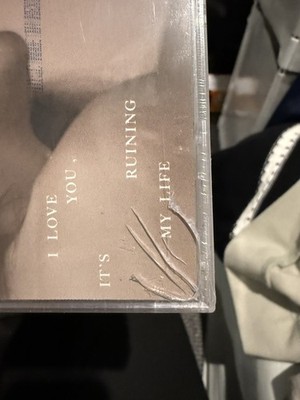 I LOVE
YOU ,
IT'S
RUINING
MY LIFE